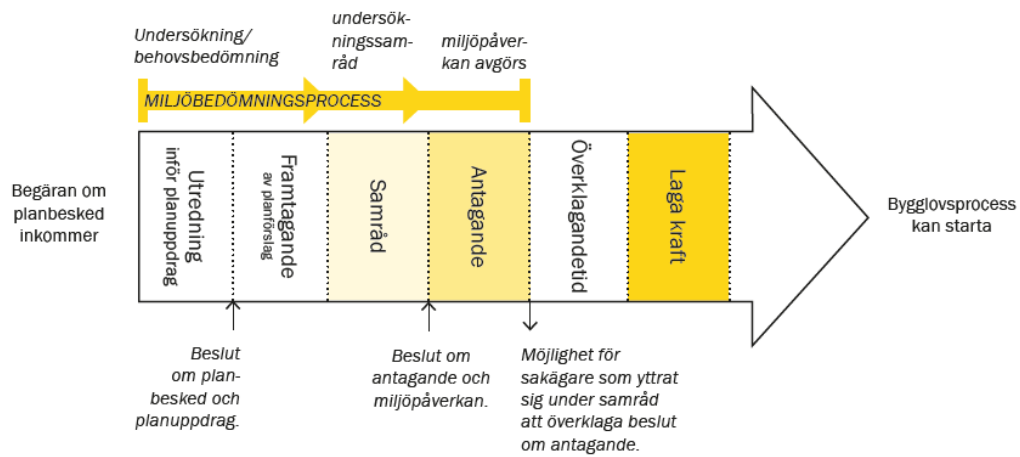 Undersökning/
behovsbedömning
undersök-
ningssam-
råd
miljöpåver-
kan avgörs
MILJÖBEDÖMNINGSPROCESS
Begäran om
planbesked
inkommer
Utredning
inför planuppdrag
Framtagande
av planförslag
Samråd
Antagande
Överklagandetid
Laga kraft
Bygglovsprocess
kan starta
Beslut
om plan-
besked och
planuppdrag.
Beslut om
antagande och
miljöpåverkan.
Möjlighet för
sakägare som yttrat
sig under samråd
att överklaga beslut
om antagande.